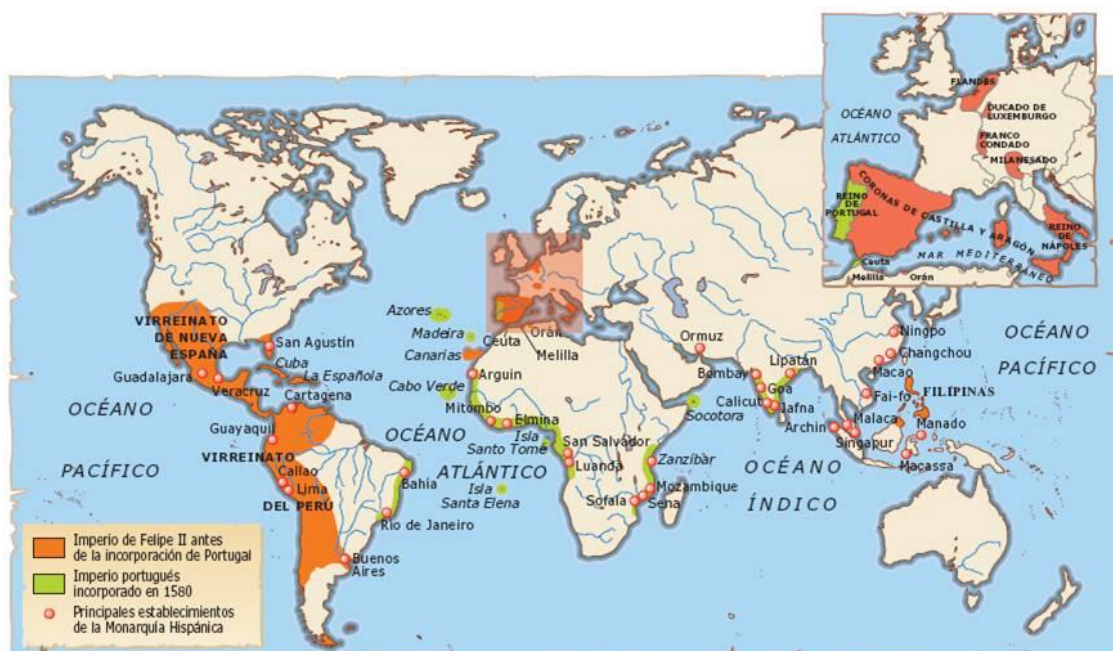 FLANDES
OCÉANO
ATLÁNTICO
DUCADO DE
LUXEMBURGO
FRANCO
CONDADO
MILANESADO
CORONAS DE CASTILLA Y ARAGÓN
REINO
DE
PORTUGAL
REINO
DE
NÁPOLES
MAR MEDITERRÁNEO
Ceuta
Melilla
Orán
VIRREINATO
DE NUEVA
ESPAÑA
San Agustín
Cuba
La Española
Guadalajara
Veracruz
Cartagena
OCÉANO
PACÍFICO
Guayaquil
VIRREINATO
DEL PERÚ
Callao
Lima
Bahía
Río de Janeiro
Buenos
Aires
Azores
Madeira
Canarias
Cabo Verde
Ceuta
Orán
Melilla
Arguin
Mitombo
Elmina
OCÉANO
ATLÁNTICO
Isla
Santo Tomé
Isla
Santa Elena
San Salvador
Luanda
Sofala
Sena
Mozambique
Zanzíbar
Socotora
Ormuz
Bombay
Lipatán
Goa
Calicut
Jafna
OCÉANO
ÍNDICO
Ningpo
Changchou
Macao
Fai-fo
FILIPINAS
Malaca
Manado
Archin
Singapur
Macassa
OCÉANO
PACÍFICO
Imperio de Felipe II antes
de la incorporación de Portugal
Imperio portugués
incorporado en 1580
Principales establecimientos
de la Monarquía Hispánica